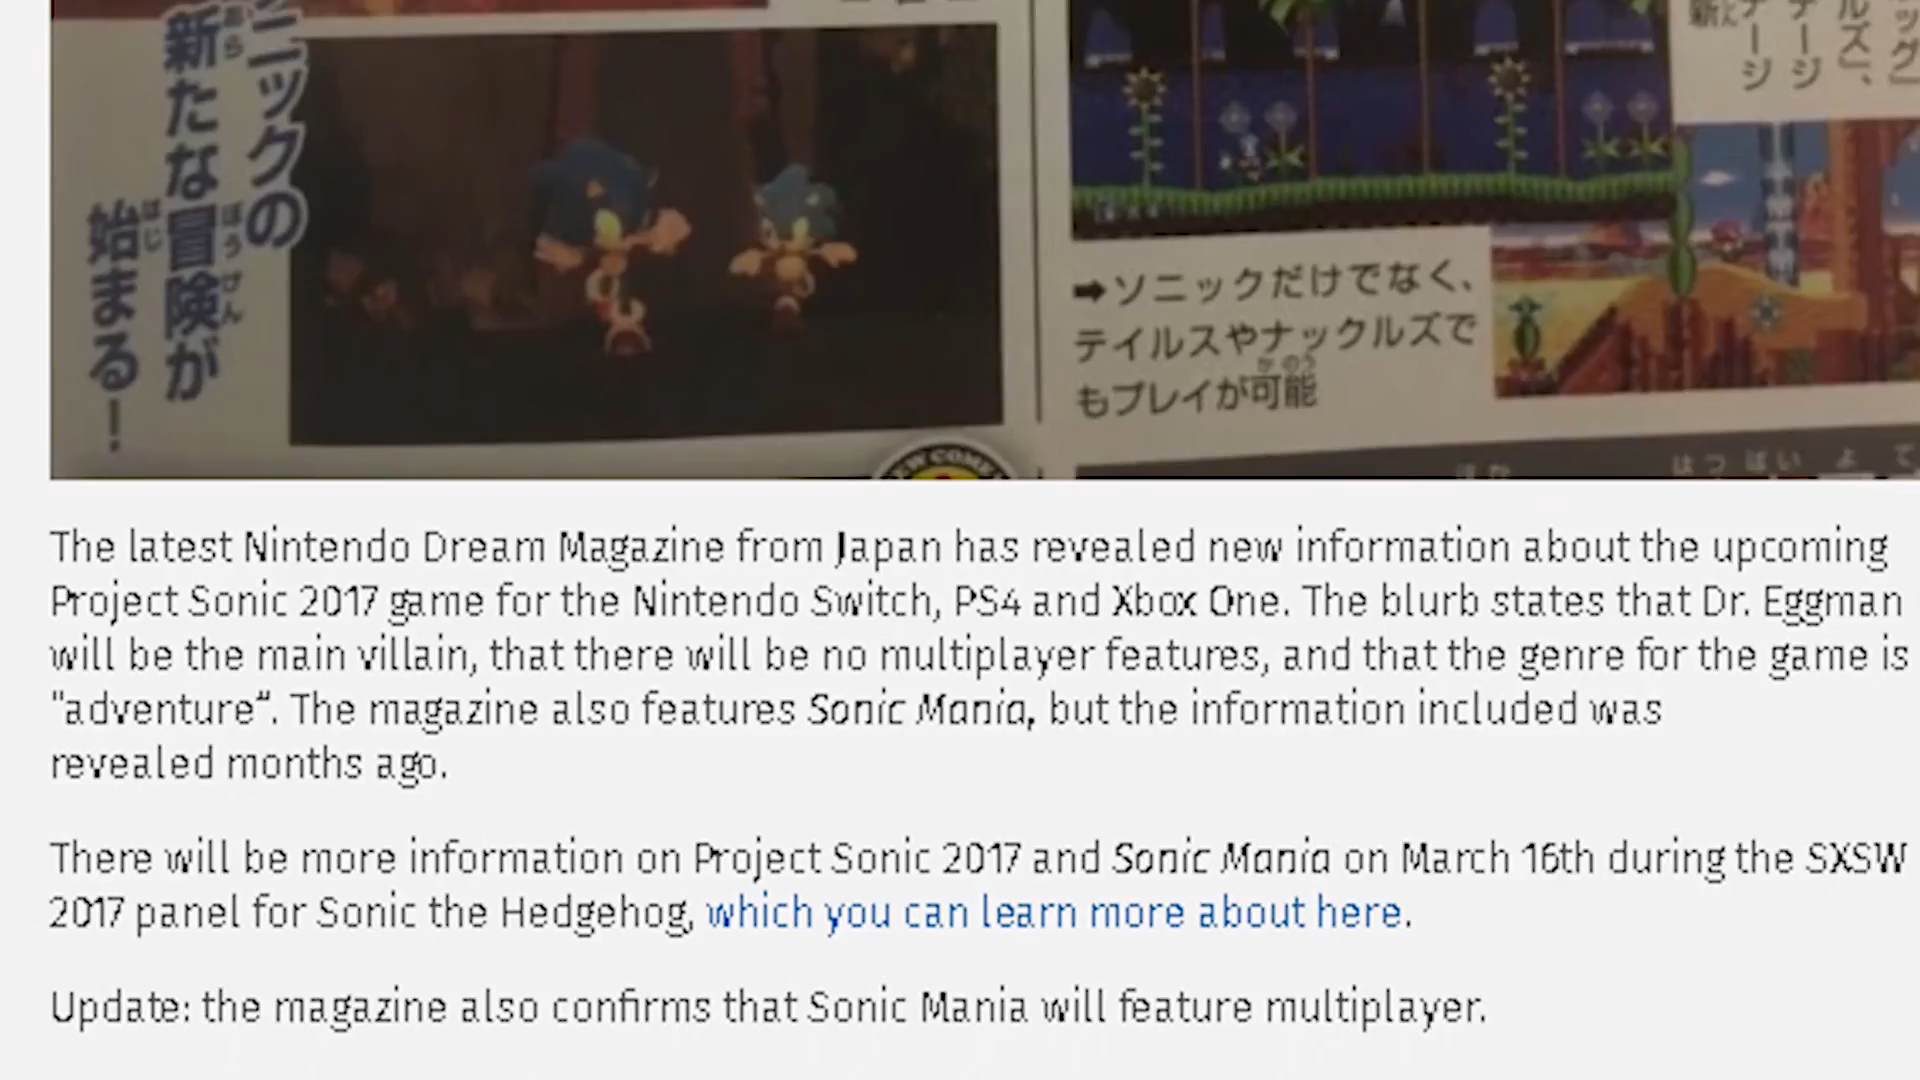 ニックの
新たな冒険が
始まる!
➡ソニックだけでなく、
テイルスやナックルズで
もプレイが可能
The latest Nintendo Dream Magazine from Japan has revealed new information about the upcoming
Project Sonic 2017 game for the Nintendo Switch, PS4 and Xbox One. The blurb states that Dr. Eggman
will be the main villain, that there will be no multiplayer features, and that the genre for the game is
"adventure“. The magazine also features Sonic Mania, but the information included was
revealed months ago.
There will be more information on Project Sonic 2017 and Sonic Mania on March 16th during the SXSW
2017 panel for Sonic the Hedgehog, which you can learn more about here.
Update: the magazine also confirms that Sonic Mania will feature multiplayer.